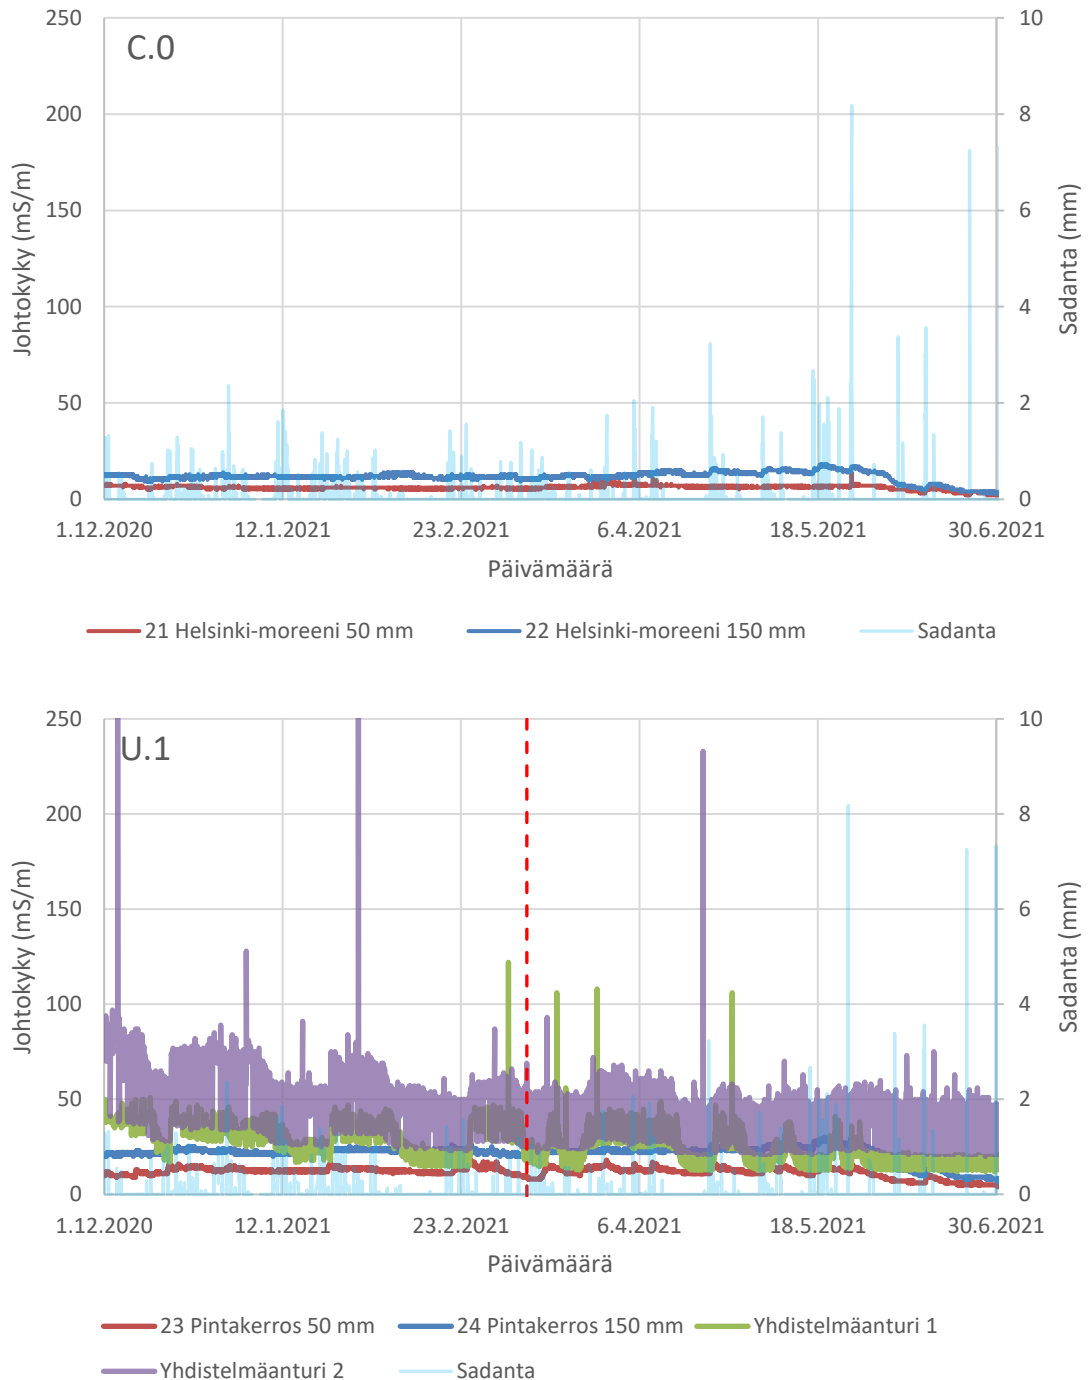 C.0
250
200
150
100
50
0
10
8
6
4
2
0
Johtokyky (mS/m)
Sadanta (mm)
1.12.2020 12.1.2021 23.2.2021 6.4.2021 18.5.2021 30.6.2021
Päivämäärä
21 Helsinki-moreeni 50 mm 22 Helsinki-moreeni 150 mm Sadanta
U.1
250
200
150
100
50
0
10
8
6
4
2
0
Johtokyky (mS/m)
Sadanta (mm)
1.12.2020 12.1.2021 23.2.2021 6.4.2021 18.5.2021 30.6.2021
Päivämäärä
23 Pintakerros 50 mm 24 Pintakerros 150 mm Yhdistelmäanturi 1
Yhdistelmäanturi 2 Sadanta